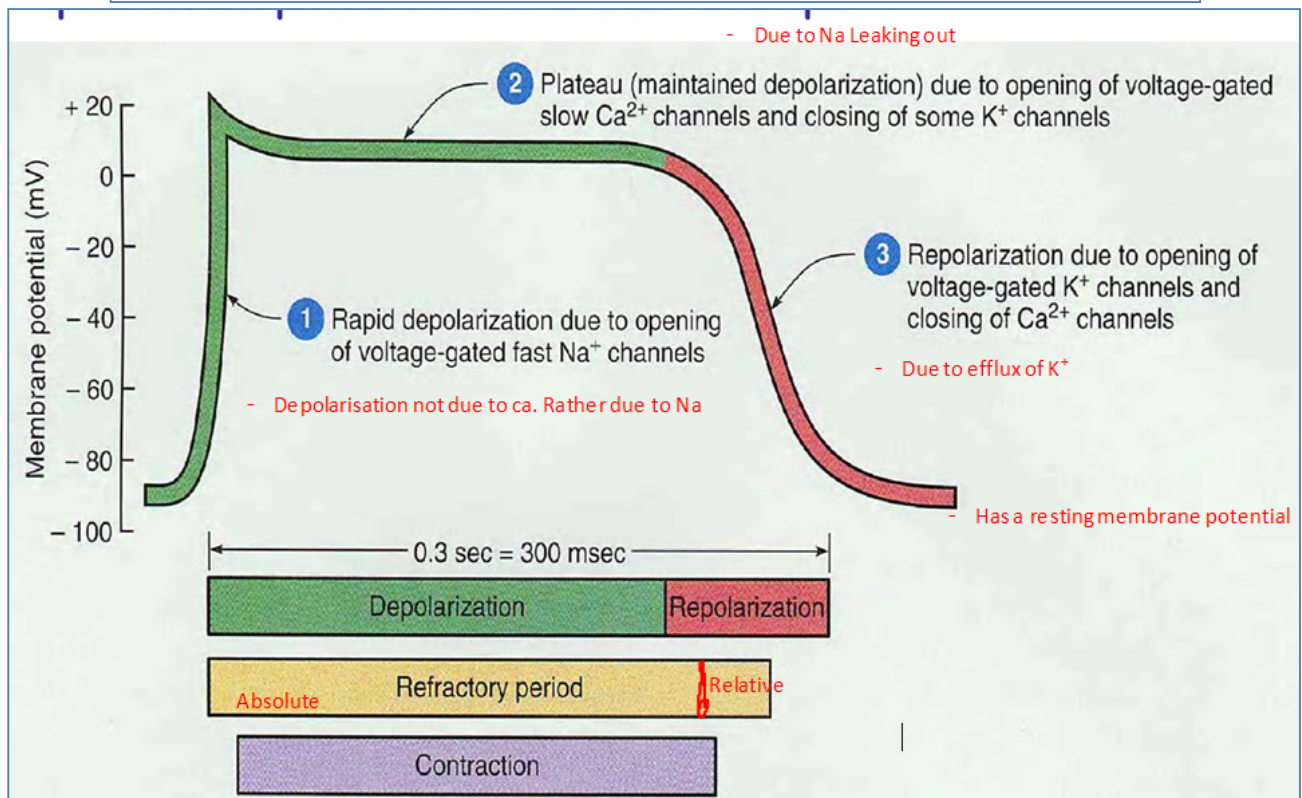 - Due to Na Leaking out
2 Plateau (maintained depolarization) due to opening of voltage-gated
slow Ca²⁺ channels and closing of some K⁺ channels
+ 20
0
– 20
– 40
– 60
– 80
– 100
Membrane potential (mV)
1 Rapid depolarization due to opening
of voltage-gated fast Na⁺ channels
- Depolarisation not due to ca. Rather due to Na
3 Repolarization due to opening of
voltage-gated K⁺ channels and
closing of Ca²⁺ channels
- Due to efflux of K⁺
- Has a resting membrane potential
0.3 sec = 300 msec
Depolarization
Repolarization
Refractory period
Absolute
Relative
Contraction